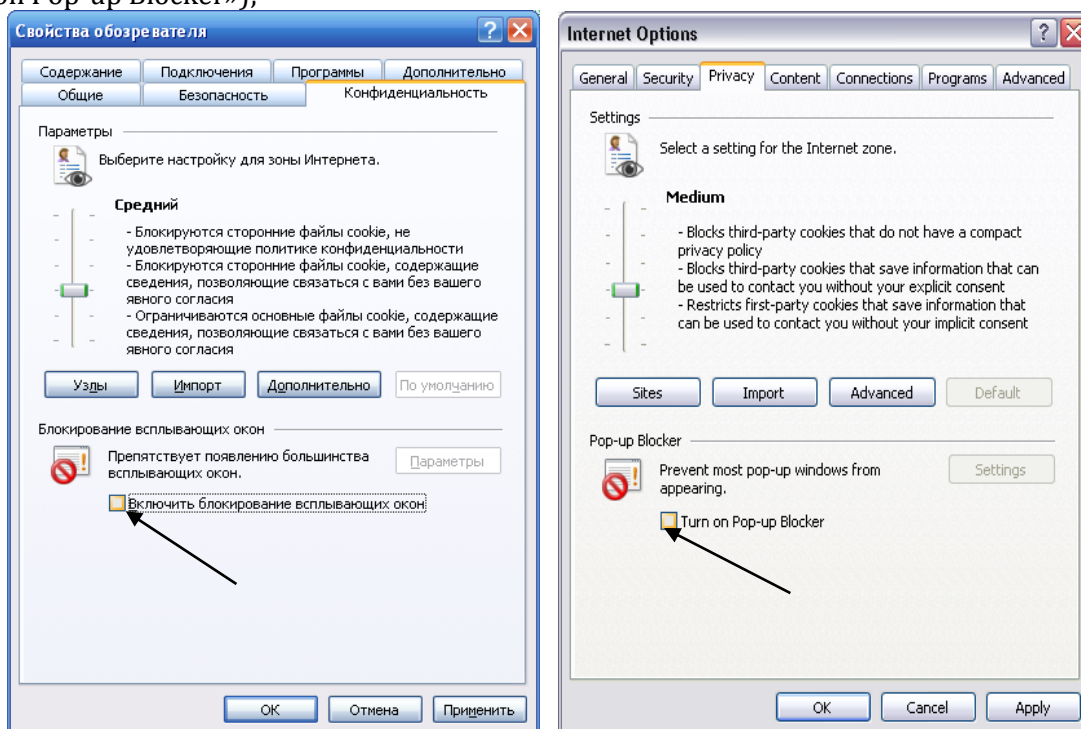 on Pop-up Blocker»);
Свойства обозревателя
Содержание Подключения Программы Дополнительно
Общие Безопасность Конфиденциальность
Параметры
Выберите настройку для зоны Интернета.
Средний
- Блокируются сторонние файлы cookie, не
удовлетворяющие политике конфиденциальности
- Блокируются сторонние файлы cookie, содержащие
сведения, позволяющие связаться с вами без вашего
явного согласия
- Ограничиваются основные файлы cookie, содержащие
сведения, позволяющие связаться с вами без вашего
явного согласия
Узлы Импорт Дополнительно По умолчанию
Блокирование всплывающих окон
Препятствует появлению большинства
всплывающих окон.
Параметры
Включить блокирование всплывающих окон
ОК Отмена Применить
Internet Options
General Security Privacy Content Connections Programs Advanced
Settings
Select a setting for the Internet zone.
Medium
- Blocks third-party cookies that do not have a compact
privacy policy
- Blocks third-party cookies that save information that can
be used to contact you without your explicit consent
- Restricts first-party cookies that save information that
can be used to contact you without your implicit consent
Sites Import Advanced Default
Pop-up Blocker
Prevent most pop-up windows from
appearing.
Settings
Turn on Pop-up Blocker
OK Cancel Apply